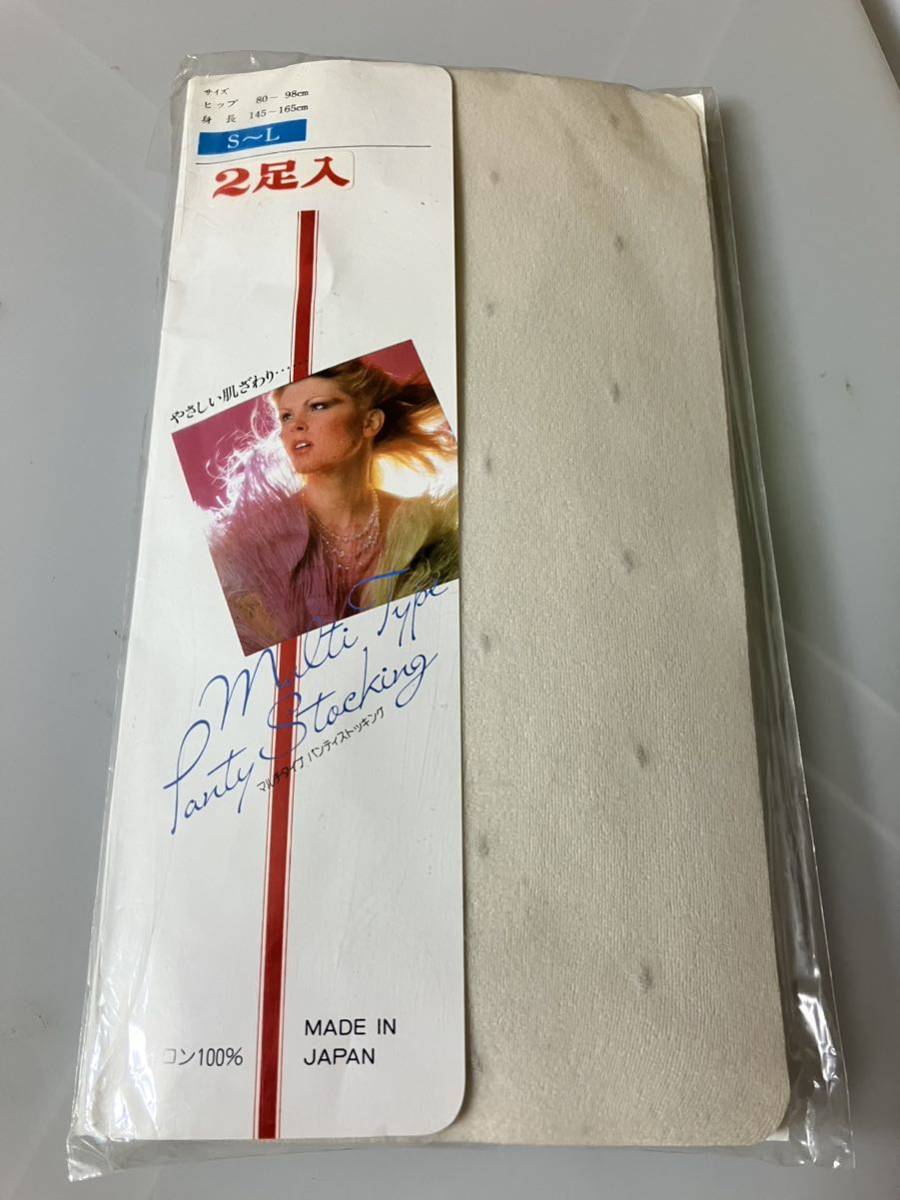 サイズ
ヒップ 80～98cm
身長 145～165cm
S～L
2足入
やさしい肌ざわり……
Multi Type
Panty Stocking
マルチタイプ パンティストッキング
ロン100%
MADE IN
JAPAN